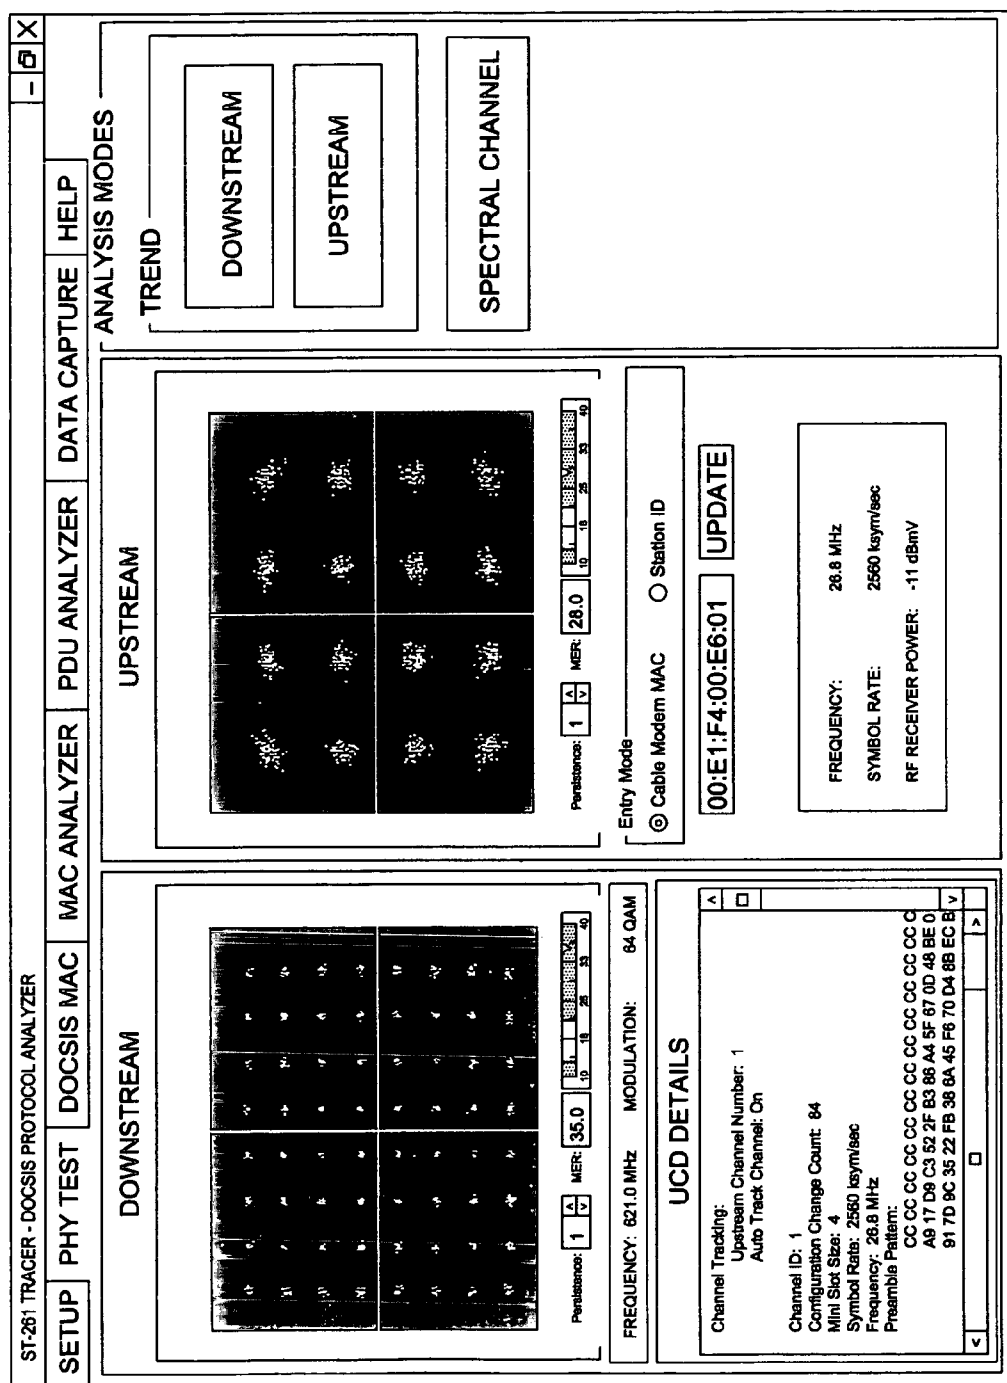 ST-261 TRACER - DOCSIS PROTOCOL ANALYZER
SETUP PHY TEST DOCSIS MAC MAC ANALYZER PDU ANALYZER DATA CAPTURE HELP
DOWNSTREAM
Persistence: 1 MER: 35.0
10 18 25 33 40
FREQUENCY: 621.0 MHz MODULATION: 64 QAM
UCD DETAILS
Channel Tracking:
Upstream Channel Number: 1
Auto Track Channel: On
Channel ID: 1
Configuration Change Count: 64
Mini Slot Size: 4
Symbol Rate: 2560 ksym/sec
Frequency: 26.8 MHz
Preamble Pattern:
CC CC CC CC CC CC CC CC CC CC CC CC CC C
A9 17 D9 C3 52 2F B3 86 A4 5F 67 0D 48 BE 0
91 7D 9C 35 22 FB 38 6A 45 F6 70 D4 8B EC B
UPSTREAM
Persistence: 1 MER: 28.0
10 18 25 33 40
Entry Mode
Cable Modem MAC Station ID
00:E1:F4:00:E6:01 UPDATE
FREQUENCY: 26.8 MHz
SYMBOL RATE: 2560 ksym/sec
RF RECEIVER POWER: -11 dBmV
ANALYSIS MODES
TREND
DOWNSTREAM
UPSTREAM
SPECTRAL CHANNEL